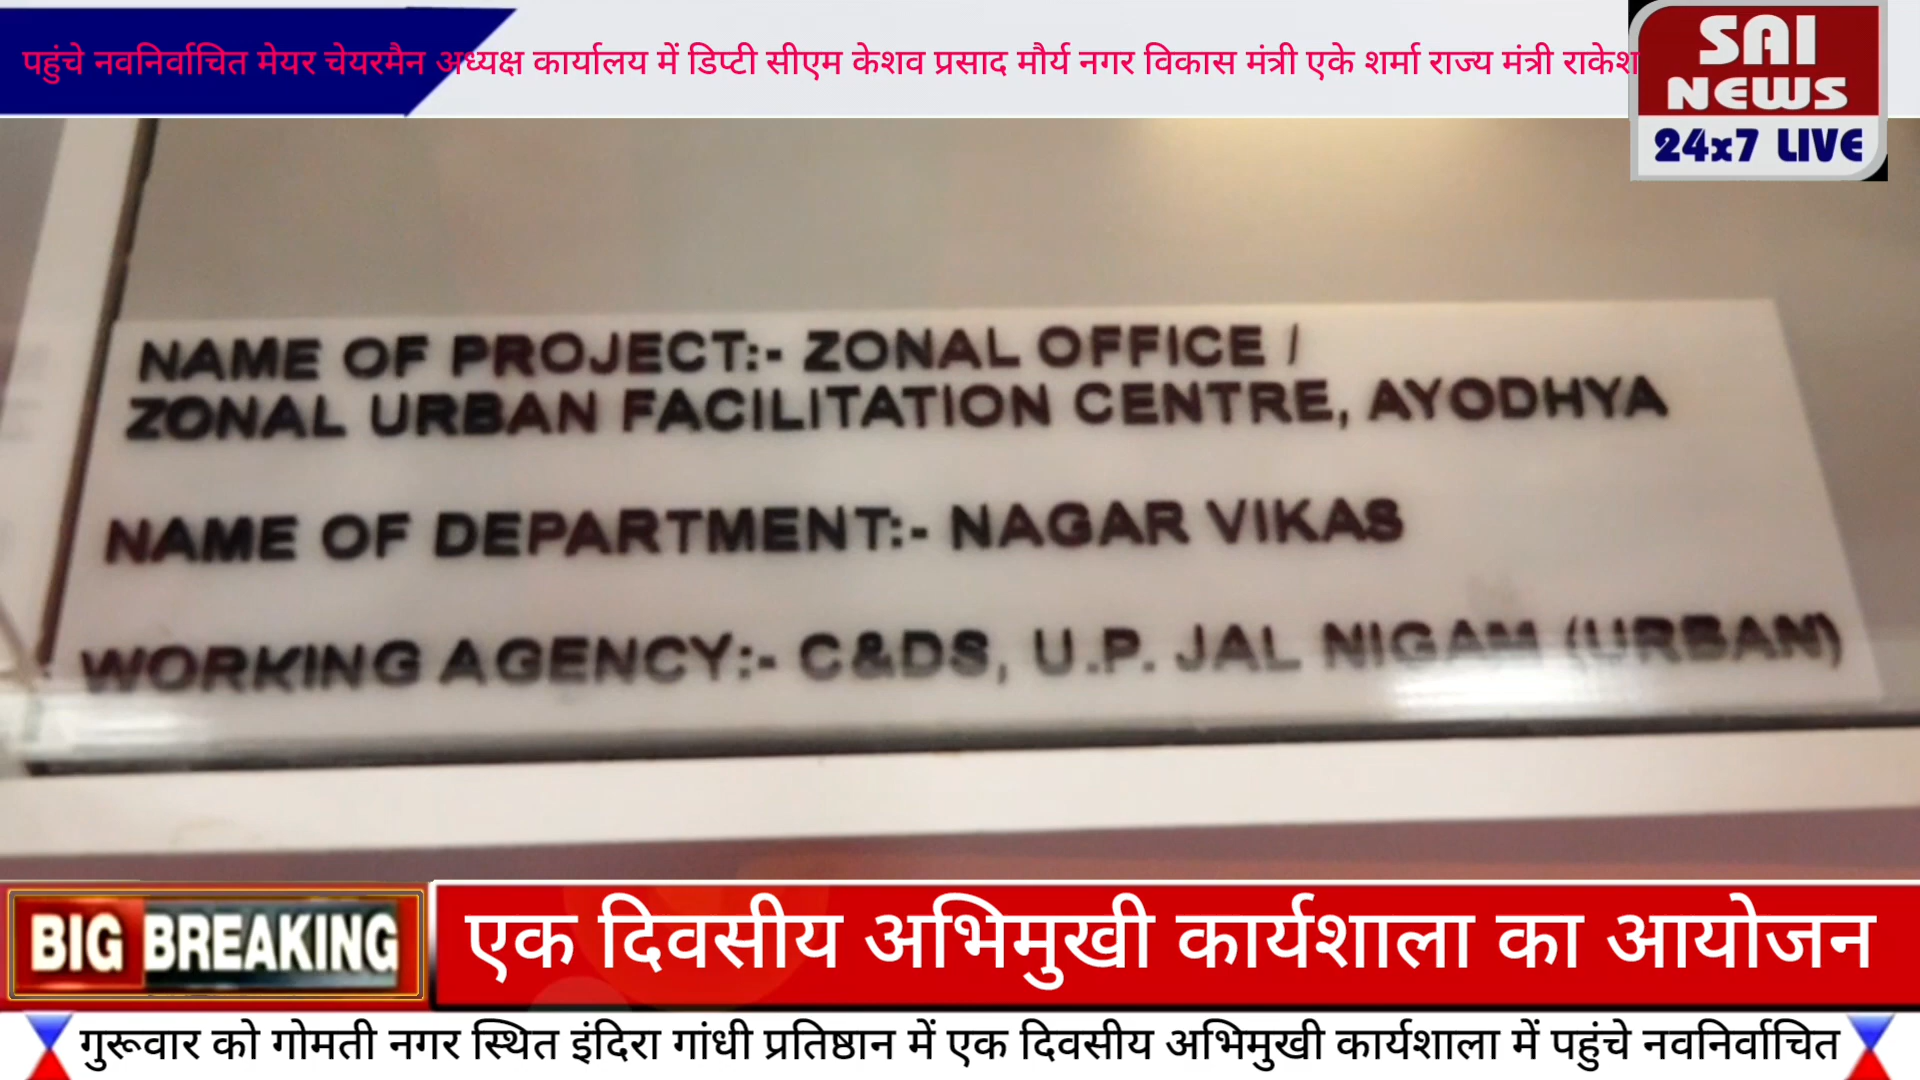 पहुंचे नवनिर्वाचित मेयर चेयरमैन अध्यक्ष कार्यालय में डिप्टी सीएम केशव प्रसाद मौर्य नगर विकास मंत्री एके शर्मा राज्य मंत्री राकेश
SAI
NEWS
24x7 LIVE
NAME OF PROJECT:- ZONAL OFFICE /
ZONAL URBAN FACILITATION CENTRE, AYODHYA
NAME OF DEPARTMENT:- NAGAR VIKAS
WORKING AGENCY:- C&DS, U.P. JAL NIGAM (URBAN)
BIG BREAKING
एक दिवसीय अभिमुखी कार्यशाला का आयोजन
गुरूवार को गोमती नगर स्थित इंदिरा गांधी प्रतिष्ठान में एक दिवसीय अभिमुखी कार्यशाला में पहुंचे नवनिर्वाचित